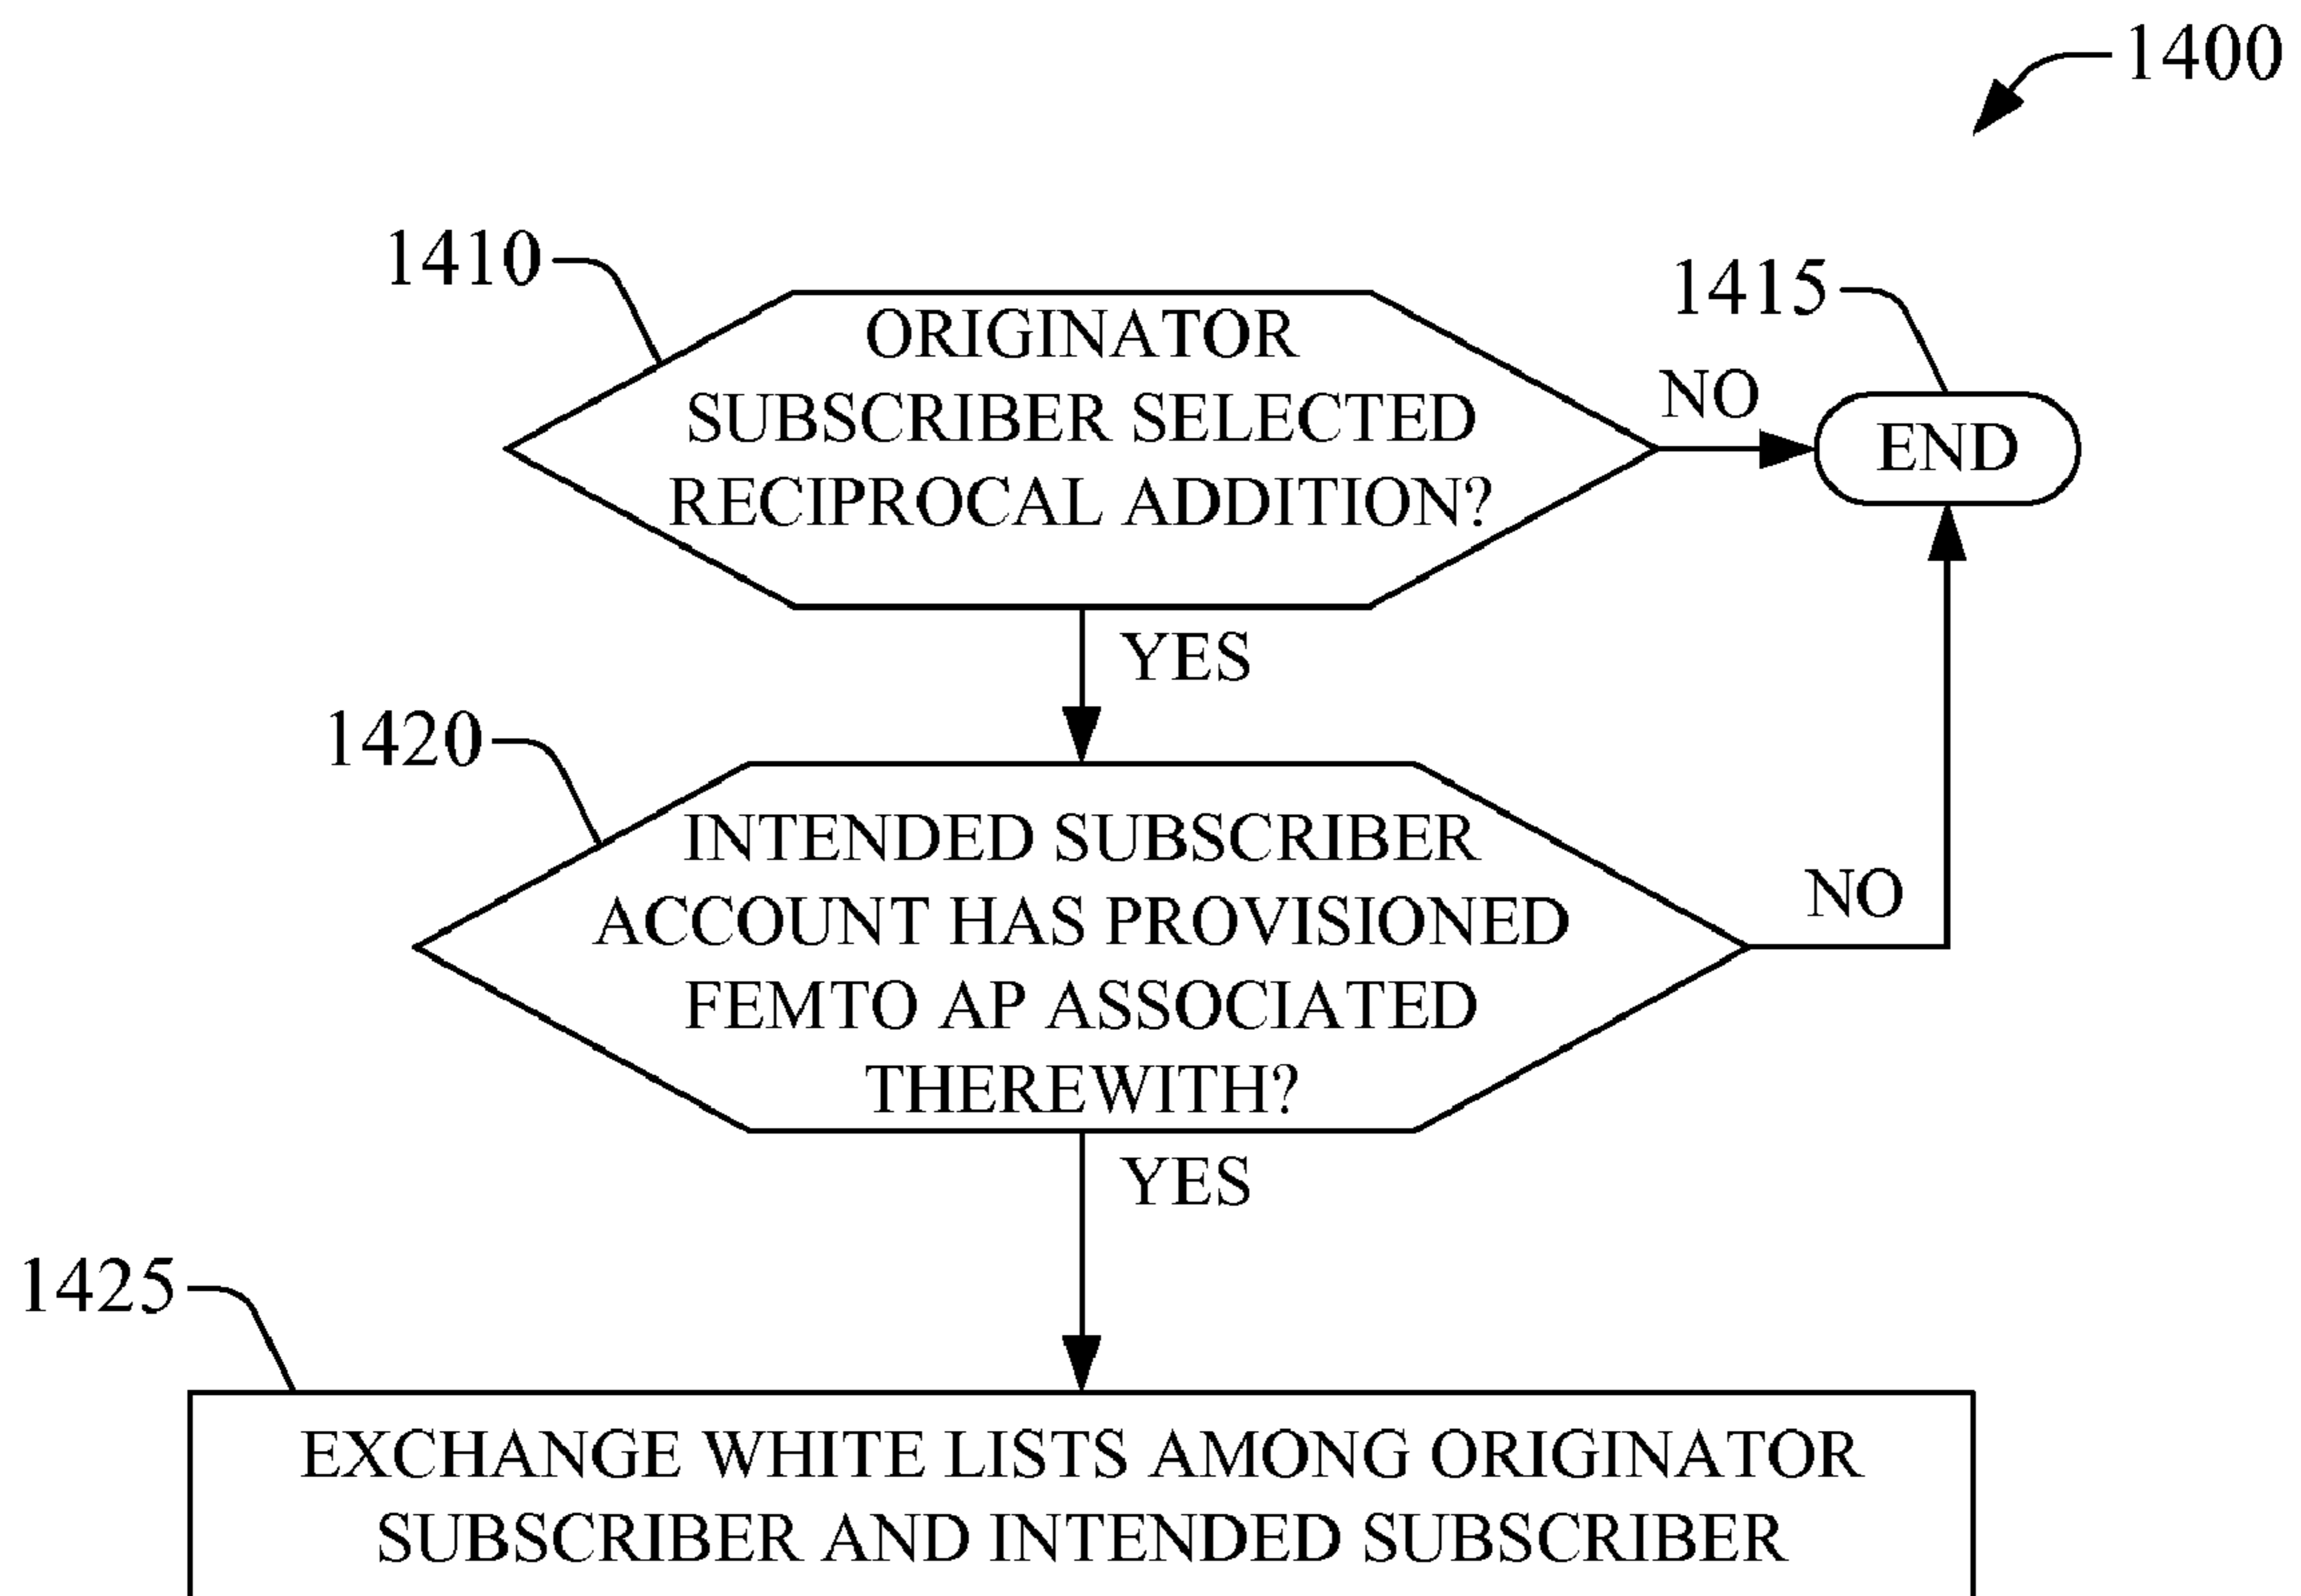 1400
1410
ORIGINATOR
SUBSCRIBER SELECTED
RECIPROCAL ADDITION?
1415
NO
END
YES
1420
INTENDED SUBSCRIBER
ACCOUNT HAS PROVISIONED
FEMTO AP ASSOCIATED
THEREWITH?
NO
YES
1425
EXCHANGE WHITE LISTS AMONG ORIGINATOR
SUBSCRIBER AND INTENDED SUBSCRIBER